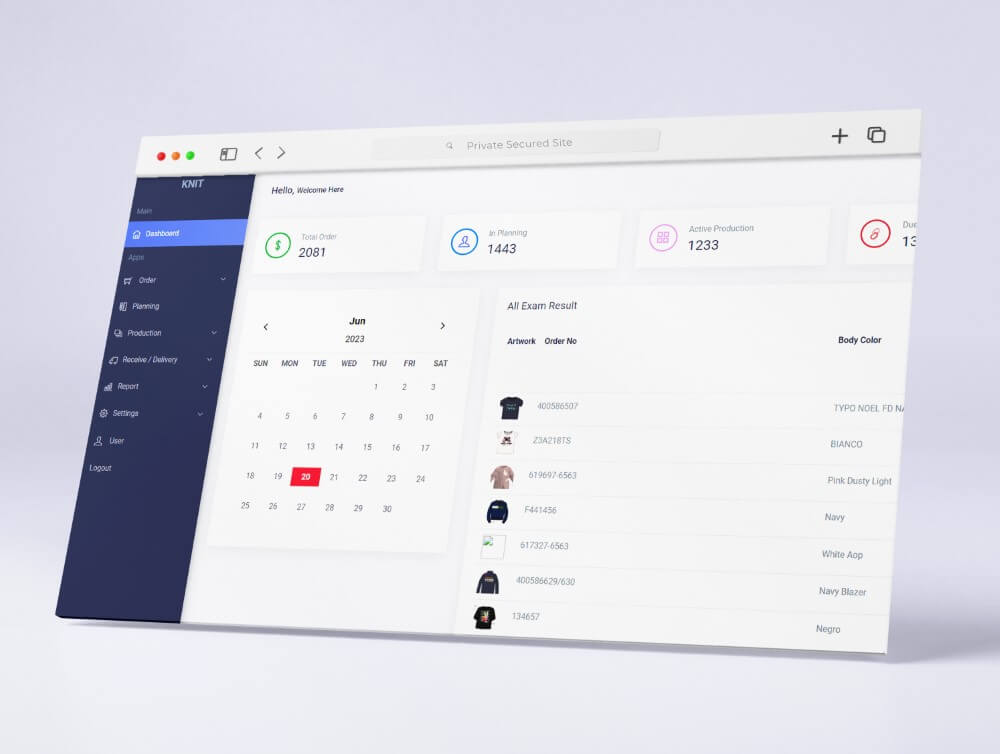 Private Secured Site
KNIT
Main
Dashboard
Apps
Order
Planning
Production
Receive / Delivery
Report
Settings
User
Logout
Hello, Welcome Here
Total Order
2081
In Planning
1443
Active Production
1233
Due
13
Jun
2023
SUN MON TUE WED THU FRI SAT
1 2 3
4 5 6 7 8 9 10
11 12 13 14 15 16 17
18 19 20 21 22 23 24
25 26 27 28 29 30
All Exam Result
Artwork Order No Body Color
400586507 TYPO NOEL FD NA
Z3A218TS BIANCO
619697-6563 Pink Dusty Light
F441456 Navy
617327-6563 White Aop
400586629/630 Navy Blazer
134657 Negro